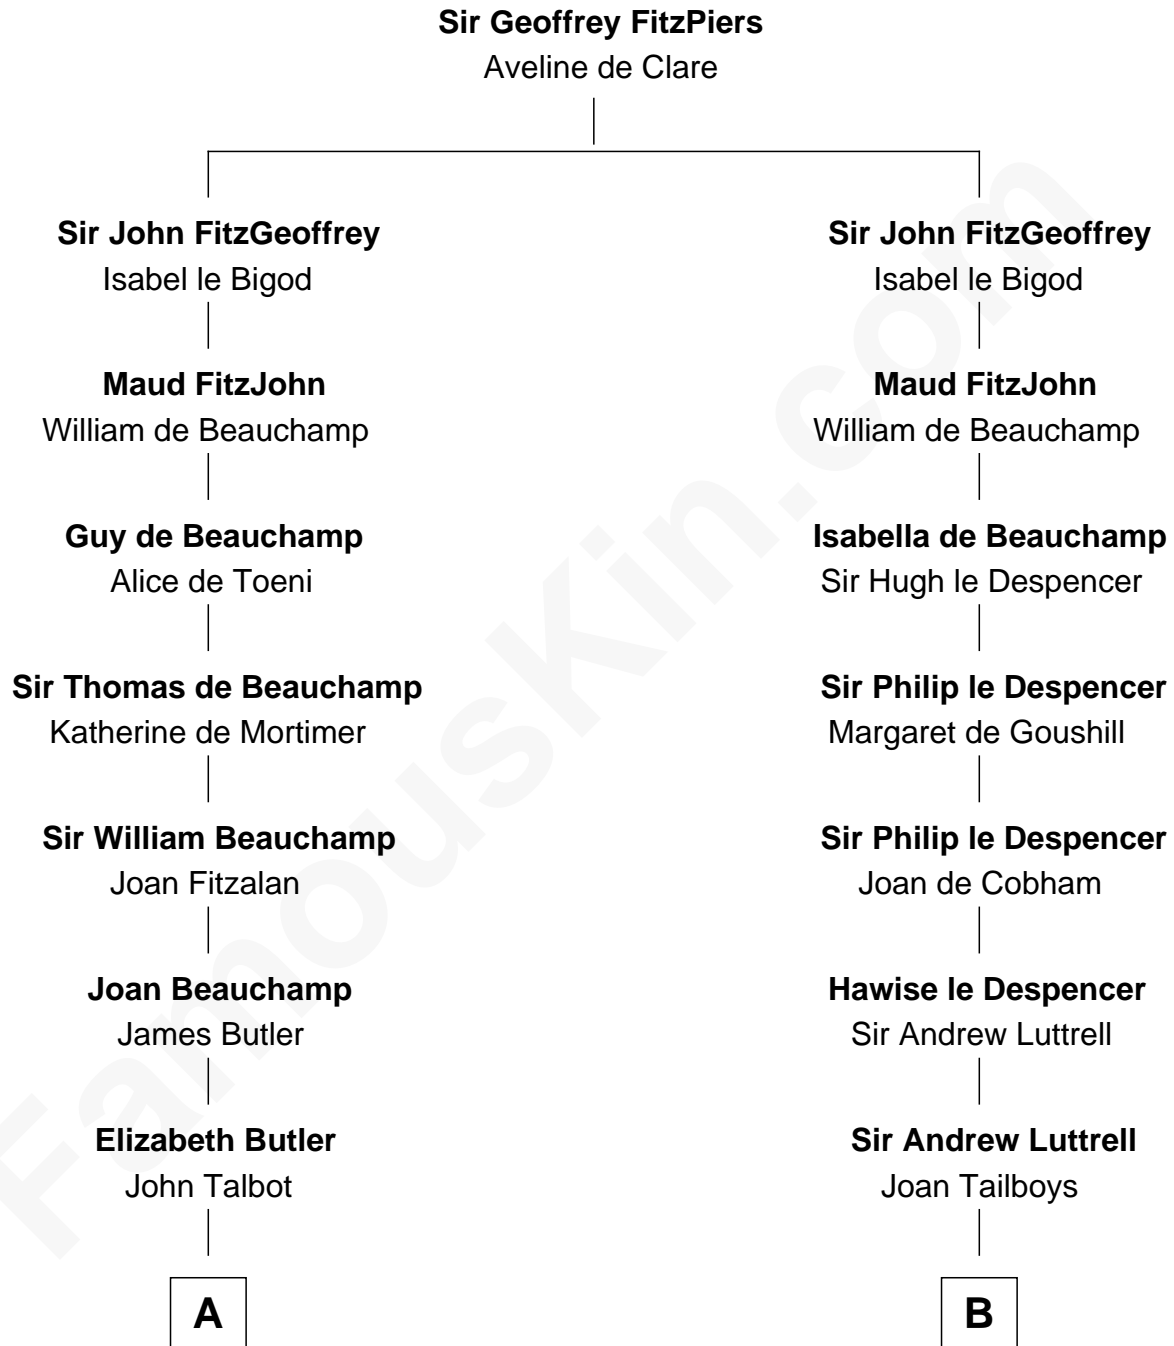 Sir Geoffrey FitzPiers
Aveline de Clare
Sir John FitzGeoffrey
Isabel le Bigod
Maud FitzJohn
William de Beauchamp
Guy de Beauchamp
Alice de Toeni
Sir Thomas de Beauchamp
Katherine de Mortimer
Sir William Beauchamp
Joan Fitzalan
Joan Beauchamp
James Butler
Elizabeth Butler
John Talbot
A
Sir John FitzGeoffrey
Isabel le Bigod
Maud FitzJohn
William de Beauchamp
Isabella de Beauchamp
Sir Hugh le Despencer
Sir Philip le Despencer
Margaret de Goushill
Sir Philip le Despencer
Joan de Cobham
Hawise le Despencer
Sir Andrew Luttrell
Sir Andrew Luttrell
Joan Tailboys
B
FamousKin.com